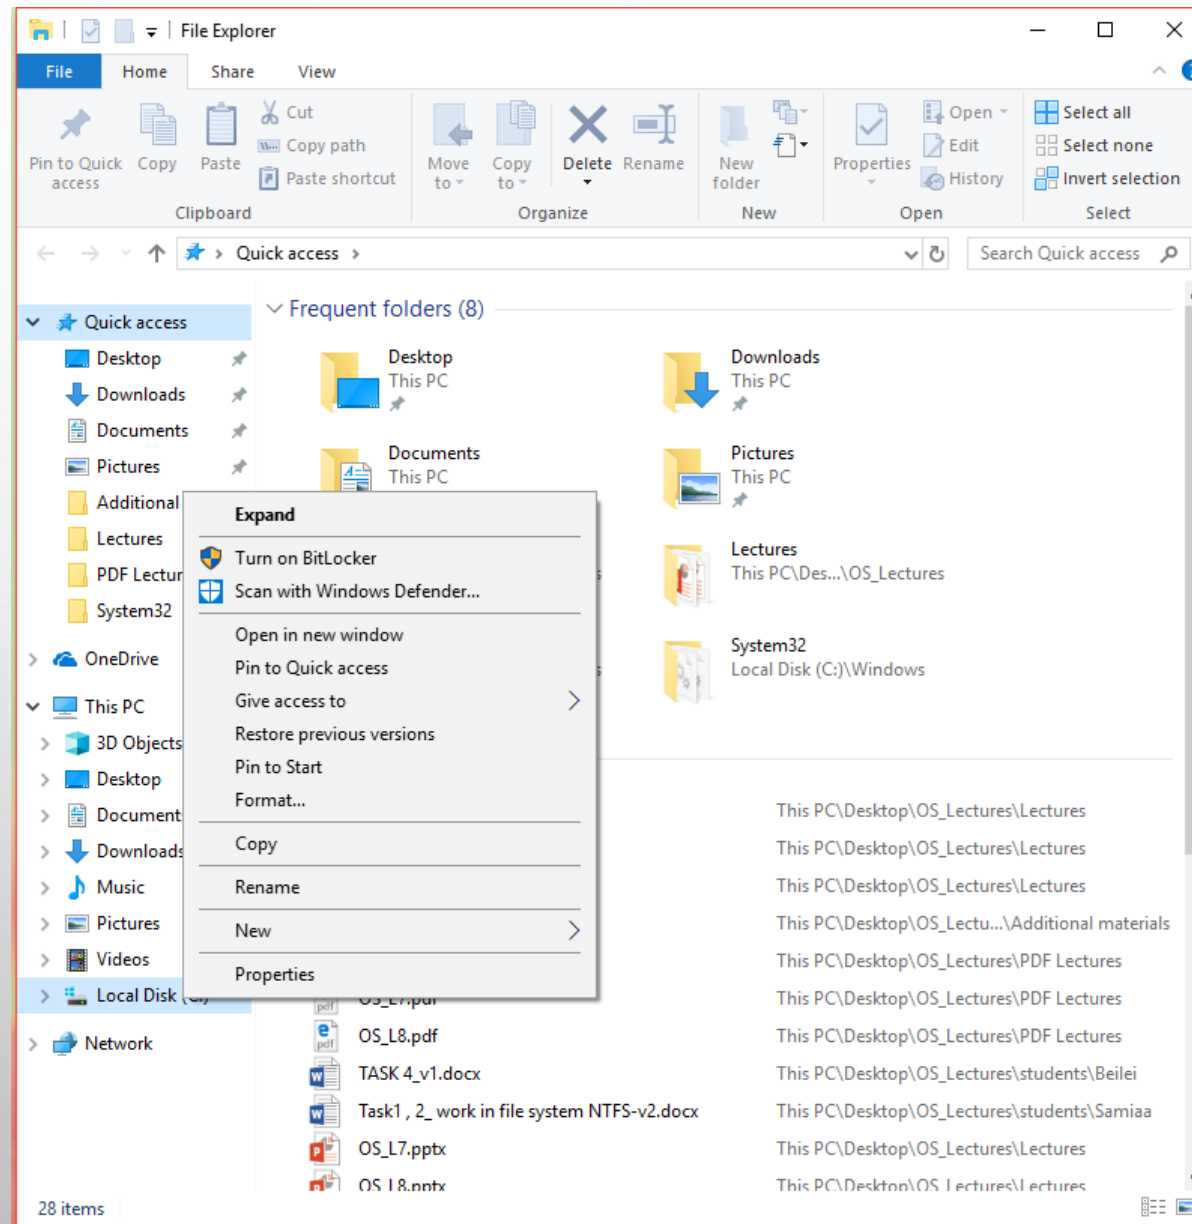 File Explorer
File Home Share View
Pin to Quick access
Copy
Paste
Cut
Copy path
Paste shortcut
Move to
Copy to
Delete
Rename
New folder
Properties
Open
Edit
History
Select all
Select none
Invert selection
Clipboard Organize New Open Select
Quick access
Search Quick access
Quick access
Desktop
Downloads
Documents
Pictures
Additional
Lectures
PDF Lectur
System32
OneDrive
This PC
3D Objects
Desktop
Document
Downloads
Music
Pictures
Videos
Local Disk
Network
Expand
Turn on BitLocker
Scan with Windows Defender...
Open in new window
Pin to Quick access
Give access to
Restore previous versions
Pin to Start
Format...
Copy
Rename
New
Properties
Frequent folders (8)
Desktop
This PC
Downloads
This PC
Documents
This PC
Pictures
This PC
Lectures
This PC\Des...\OS_Lectures
System32
Local Disk (C:)\Windows
This PC\Desktop\OS_Lectures\Lectures
This PC\Desktop\OS_Lectures\Lectures
This PC\Desktop\OS_Lectures\Lectures
This PC\Desktop\OS_Lectu...\Additional materials
This PC\Desktop\OS_Lectures\PDF Lectures
OS_L7.pdf This PC\Desktop\OS_Lectures\PDF Lectures
OS_L8.pdf This PC\Desktop\OS_Lectures\PDF Lectures
TASK 4_v1.docx This PC\Desktop\OS_Lectures\students\Beilei
Task1 , 2_ work in file system NTFS-v2.docx This PC\Desktop\OS_Lectures\students\Samiaa
OS_L7.pptx This PC\Desktop\OS_Lectures\Lectures
OS_L8.pptx This PC\Desktop\OS_Lectures\Lectures
28 items